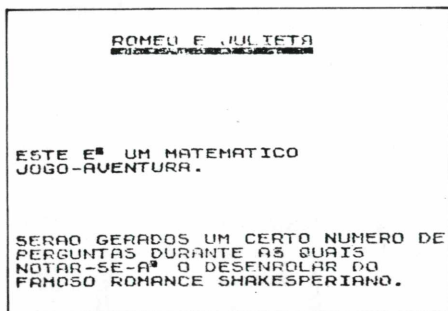 ROMEU E JULIETA
ESTE E" UM MATEMATICO
JOGO-AVENTURA.
SERAO GERADOS UM CERTO NUMERO DE
PERGUNTAS DURANTE AS QUAIS
NOTAR-SE-A" O DESENROLAR DO
FAMOSO ROMANCE SHAKESPERIANO.